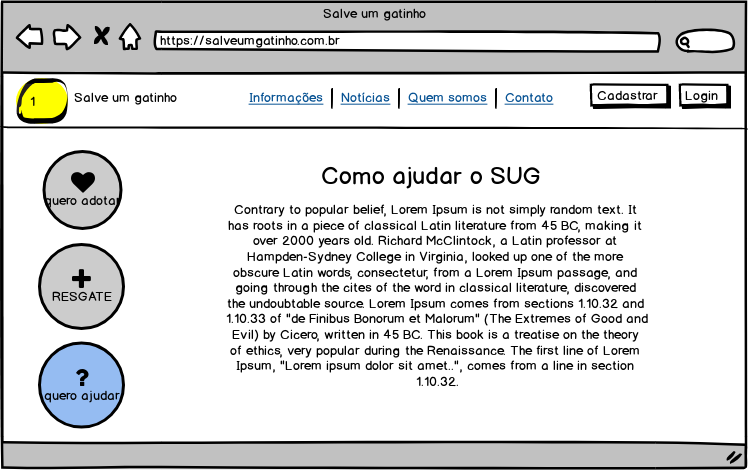 Salve um gatinho
https://salveumgatinho.com.br
1
Salve um gatinho
Informações
Notícias
Quem somos
Contato
Cadastrar
Login
quero adotar
RESGATE
?
quero ajudar
Como ajudar o SUG
Contrary to popular belief, Lorem Ipsum is not simply random text. It
has roots in a piece of classical Latin literature from 45 BC, making it
over 2000 years old. Richard McClintock, a Latin professor at
Hampden-Sydney College in Virginia, looked up one of the more
obscure Latin words, consectetur, from a Lorem Ipsum passage, and
going through the cites of the word in classical literature, discovered
the undoubtable source. Lorem Ipsum comes from sections 1.10.32 and
1.10.33 of "de Finibus Bonorum et Malorum" (The Extremes of Good and
Evil) by Cicero, written in 45 BC. This book is a treatise on the theory
of ethics, very popular during the Renaissance. The first line of Lorem
Ipsum, "Lorem ipsum dolor sit amet..", comes from a line in section
1.10.32.